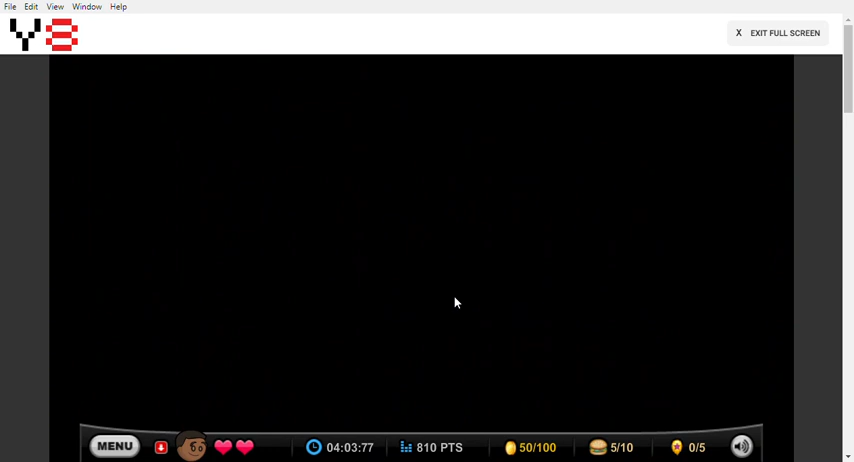 File Edit View Window Help
Y8
X EXIT FULL SCREEN
MENU 04:03:77 810 PTS 50/100 5/10 0/5